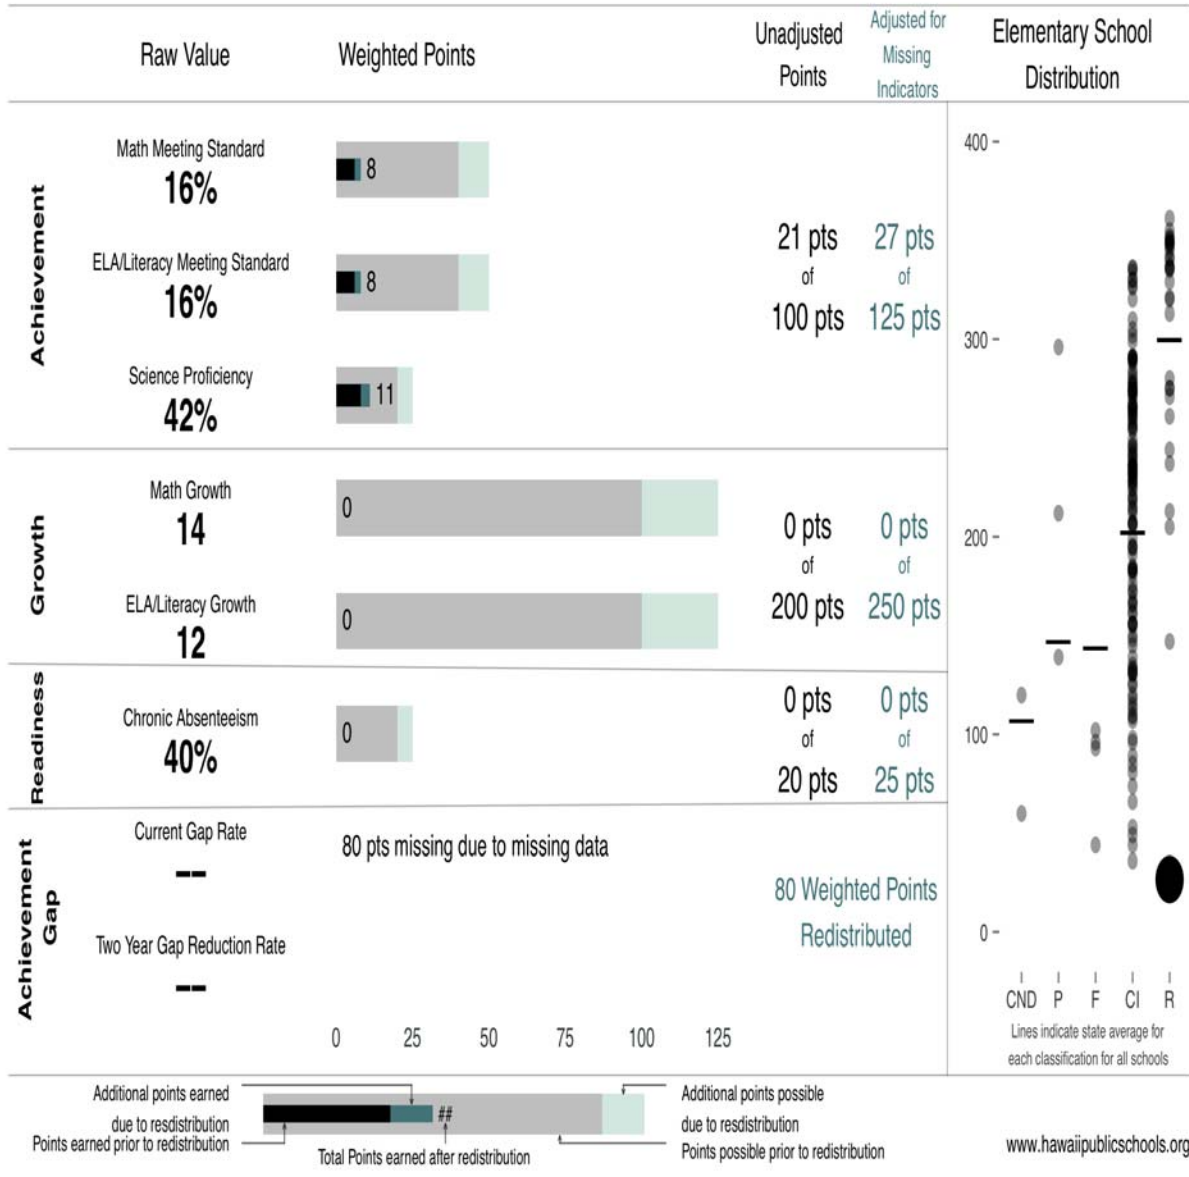 Raw Value
Weighted Points
Unadjusted
Points
Adjusted for
Missing
Indicators
Elementary School
Distribution
Achievement
Math Meeting Standard
16%
8
ELA/Literacy Meeting Standard
16%
8
Science Proficiency
42%
11
21 pts
of
100 pts
27 pts
of
125 pts
Growth
Math Growth
14
0
ELA/Literacy Growth
12
0
0 pts
of
200 pts
0 pts
of
250 pts
Readiness
Chronic Absenteeism
40%
0
0 pts
of
20 pts
0 pts
of
25 pts
Achievement
Gap
Current Gap Rate
--
80 pts missing due to missing data
Two Year Gap Reduction Rate
--
80 Weighted Points
Redistributed
0 25 50 75 100 125
400
300
200
100
0
CND P F CI R
Lines indicate state average for
each classification for all schools
Additional points earned
due to resdistribution
Points earned prior to redistribution
##
Total Points earned after redistribution
Additional points possible
due to resdistribution
Points possible prior to redistribution
www.hawaiipublicschools.org